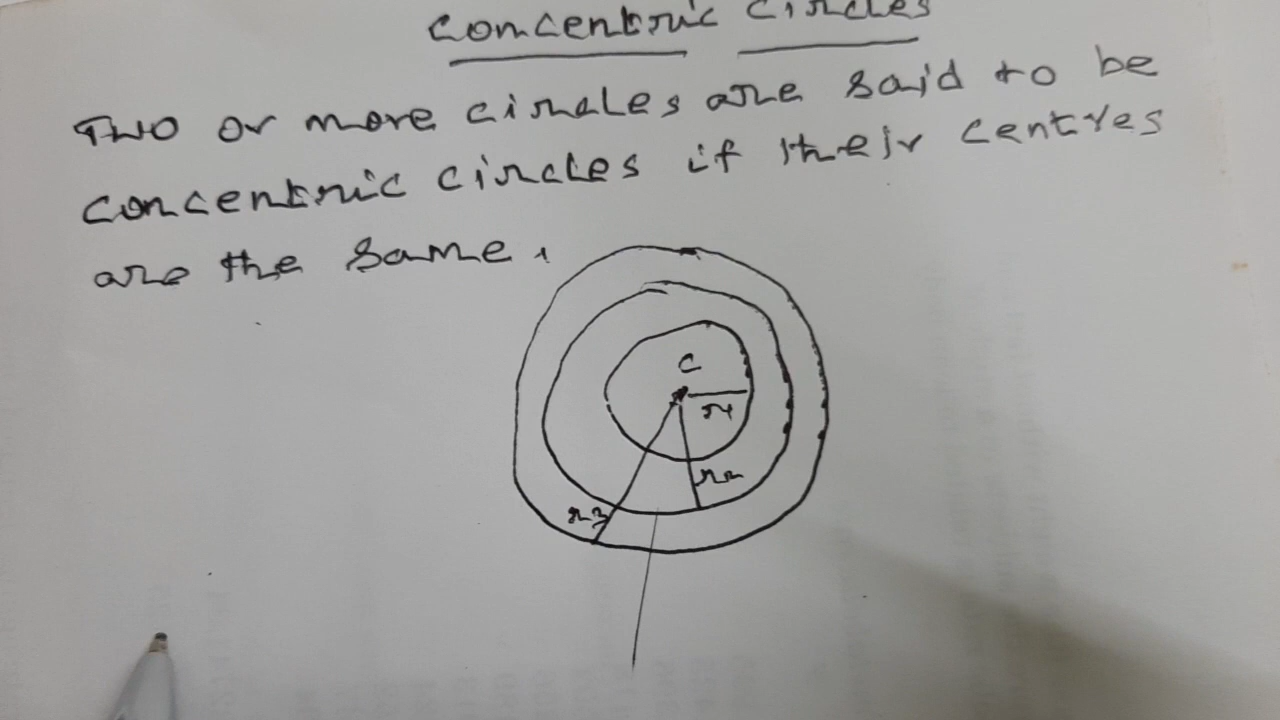 Concentric Circles
Two or more circles are said to be
concentric circles if their centres
are the same.
C
r1
r2
r3